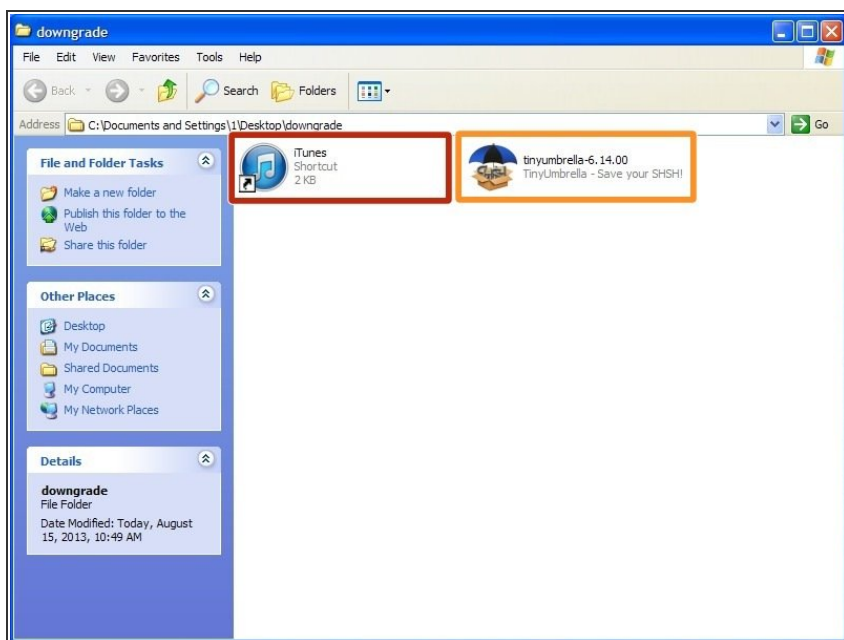 downgrade
File Edit View Favorites Tools Help
Back Search Folders
Address C:\Documents and Settings\1\Desktop\downgrade Go
File and Folder Tasks
Make a new folder
Publish this folder to the
Web
Share this folder
iTunes
Shortcut
2 KB
tinyumbrella-6.14.00
TinyUmbrella - Save your SHSH!
Other Places
Desktop
My Documents
Shared Documents
My Computer
My Network Places
Details
downgrade
File Folder
Date Modified: Today, August
15, 2013, 10:49 AM